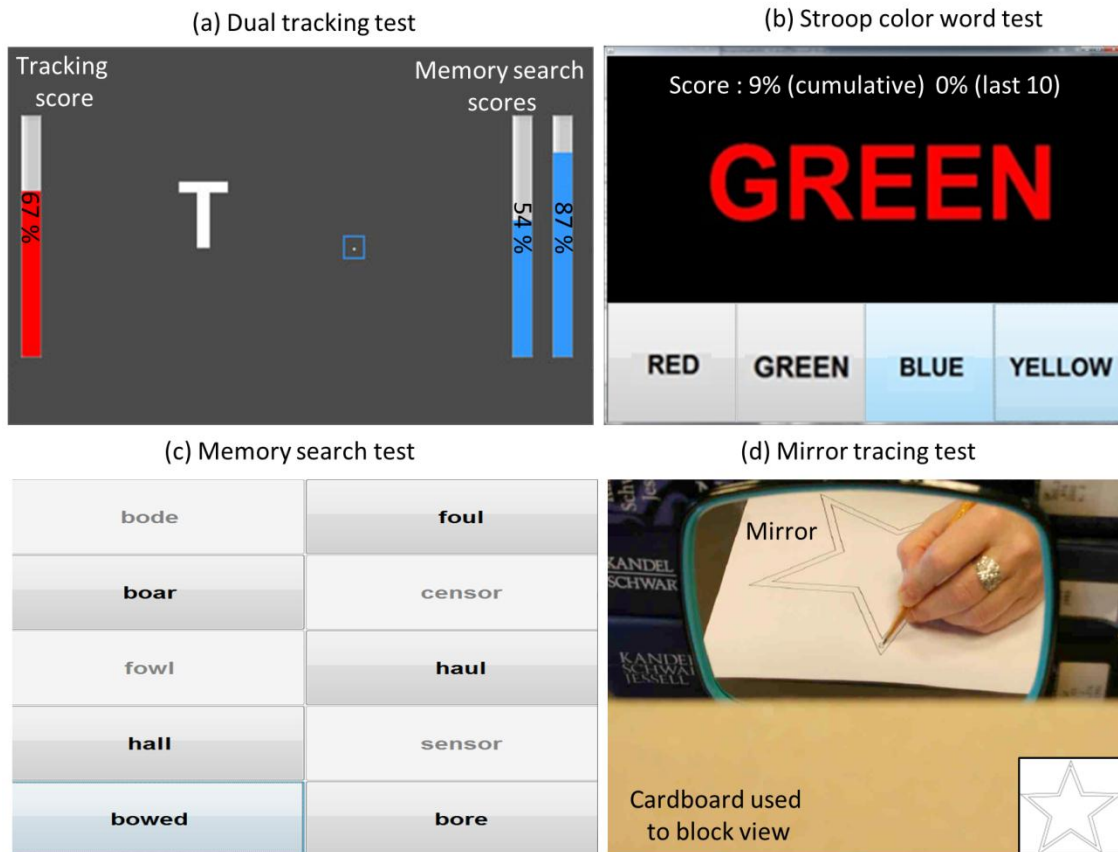 (a) Dual tracking test
Tracking
score
Memory search
scores
67 %
T
54 %
87 %
(b) Stroop color word test
Score : 9% (cumulative) 0% (last 10)
GREEN
RED
GREEN
BLUE
YELLOW
(c) Memory search test
bode
foul
boar
censor
fowl
haul
hall
sensor
bowed
bore
(d) Mirror tracing test
Mirror
KANDEL
SCHWAR
KANDEL
JESSELL
Cardboard used
to block view